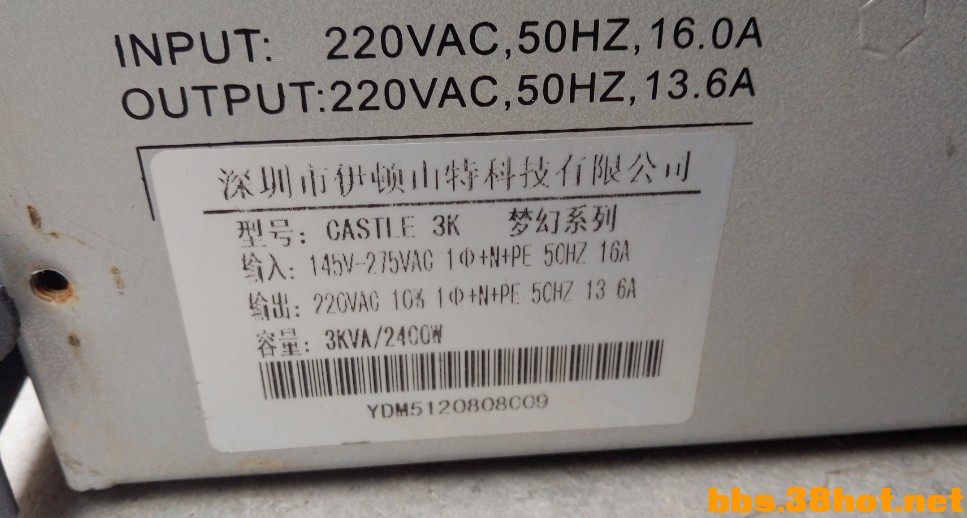 INPUT: 220VAC,50HZ,16.0A
OUTPUT:220VAC,50HZ,13.6A
深圳市伊顿山特科技有限公司
型号: CASTLE 3K 梦幻系列
输入: 145V-275VAC 1Φ+N+PE 50HZ 16A
输出: 220VAC 10% 1Φ+N+PE 50HZ 13 6A
容量: 3KVA/2400W
YDM5120808009
bbs.38hot.net